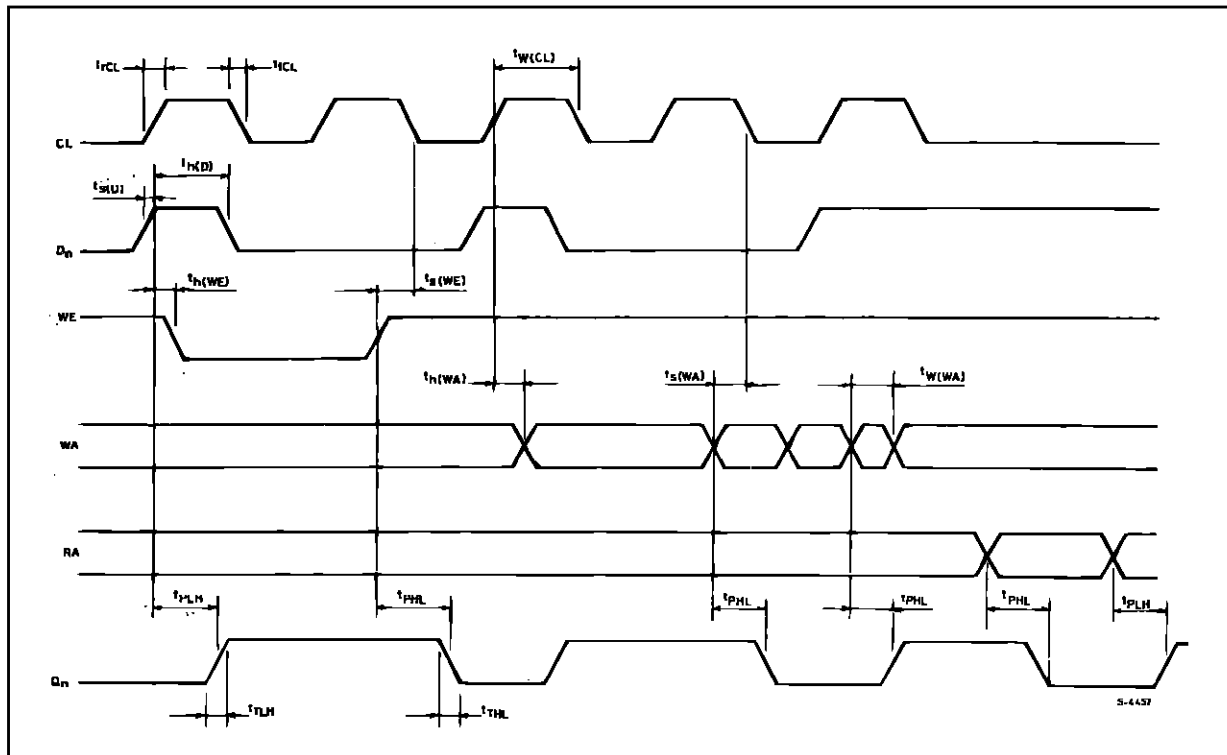 trCL
tfCL
tW(CL)
CL
th(D)
ts(D)
Dn
th(WE)
ts(WE)
WE
th(WA)
ts(WA)
tW(WA)
WA
RA
tPLH
tPHL
tPHL
tPHL
tPHL
tPLH
Qn
tTLH
tTHL
S-4457